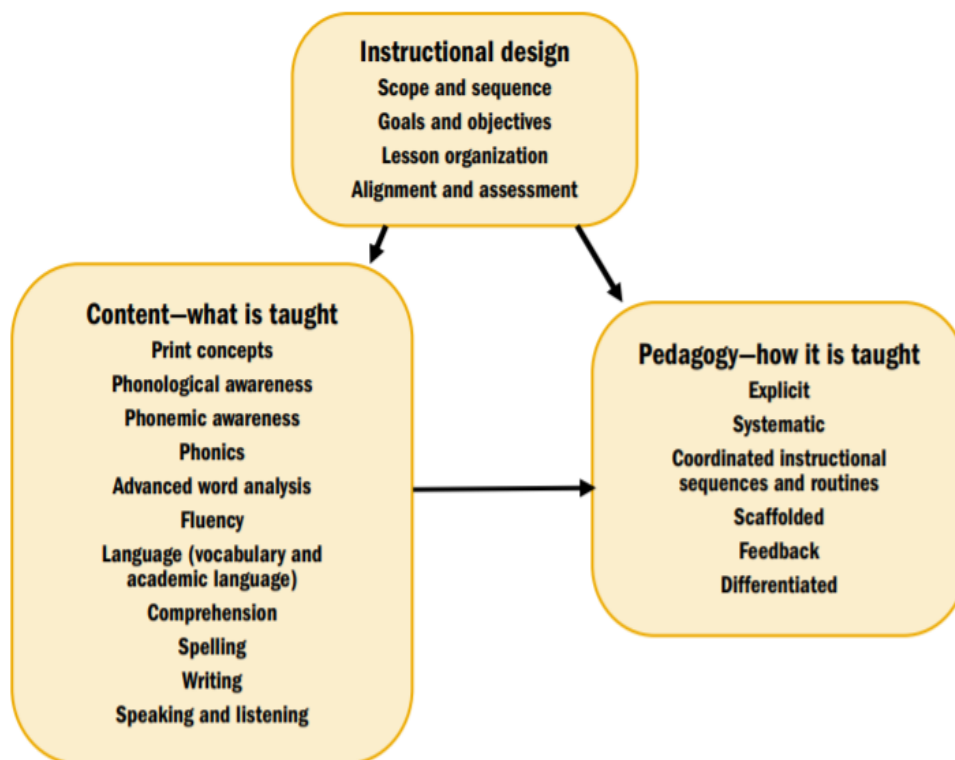 Instructional design
Scope and sequence
Goals and objectives
Lesson organization
Alignment and assessment
Content—what is taught
Print concepts
Phonological awareness
Phonemic awareness
Phonics
Advanced word analysis
Fluency
Language (vocabulary and
academic language)
Comprehension
Spelling
Writing
Speaking and listening
Pedagogy—how it is taught
Explicit
Systematic
Coordinated instructional
sequences and routines
Scaffolded
Feedback
Differentiated